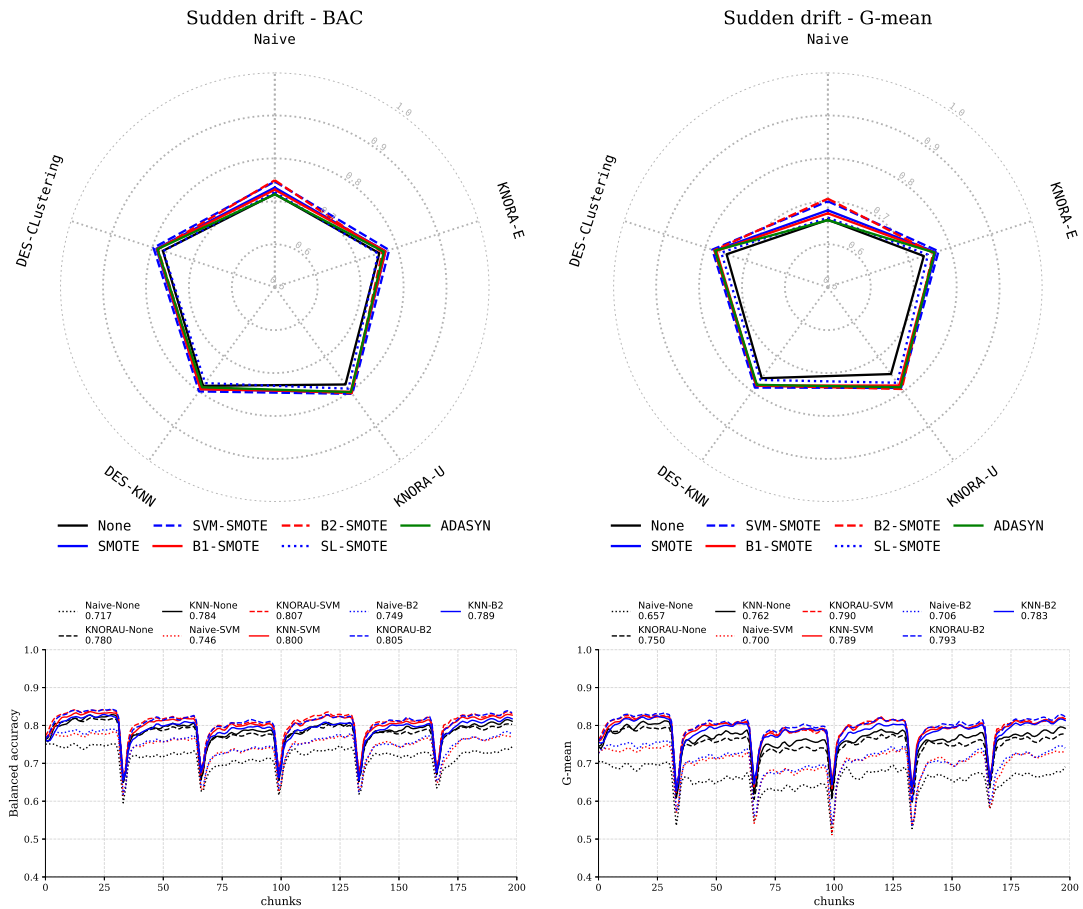 Sudden drift - BAC
Naive
KNORA-E
KNORA-U
DES-KNN
DES-CLustering
1.0
0.9
0.8
0.6
0.5
None SVM-SMOTE B2-SMOTE ADASYN
SMOTE B1-SMOTE SL-SMOTE
Sudden drift - G-mean
Naive
KNORA-E
KNORA-U
DES-KNN
DES-CLustering
1.0
0.9
0.8
0.7
0.6
0.5
None SVM-SMOTE B2-SMOTE ADASYN
SMOTE B1-SMOTE SL-SMOTE
Naive-None KNN-None KNORAU-SVM Naive-B2 KNN-B2
0.717 0.784 0.807 0.749 0.789
KNORAU-None Naive-SVM KNN-SVM KNORAU-B2
0.780 0.746 0.800 0.805
Balanced accuracy
1.0
0.9
0.8
0.7
0.6
0.5
0.4
0 25 50 75 100 125 150 175 200
chunks
Naive-None KNN-None KNORAU-SVM Naive-B2 KNN-B2
0.657 0.762 0.790 0.706 0.783
KNORAU-None Naive-SVM KNN-SVM KNORAU-B2
0.750 0.700 0.789 0.793
G-mean
1.0
0.9
0.8
0.7
0.6
0.5
0.4
0 25 50 75 100 125 150 175 200
chunks